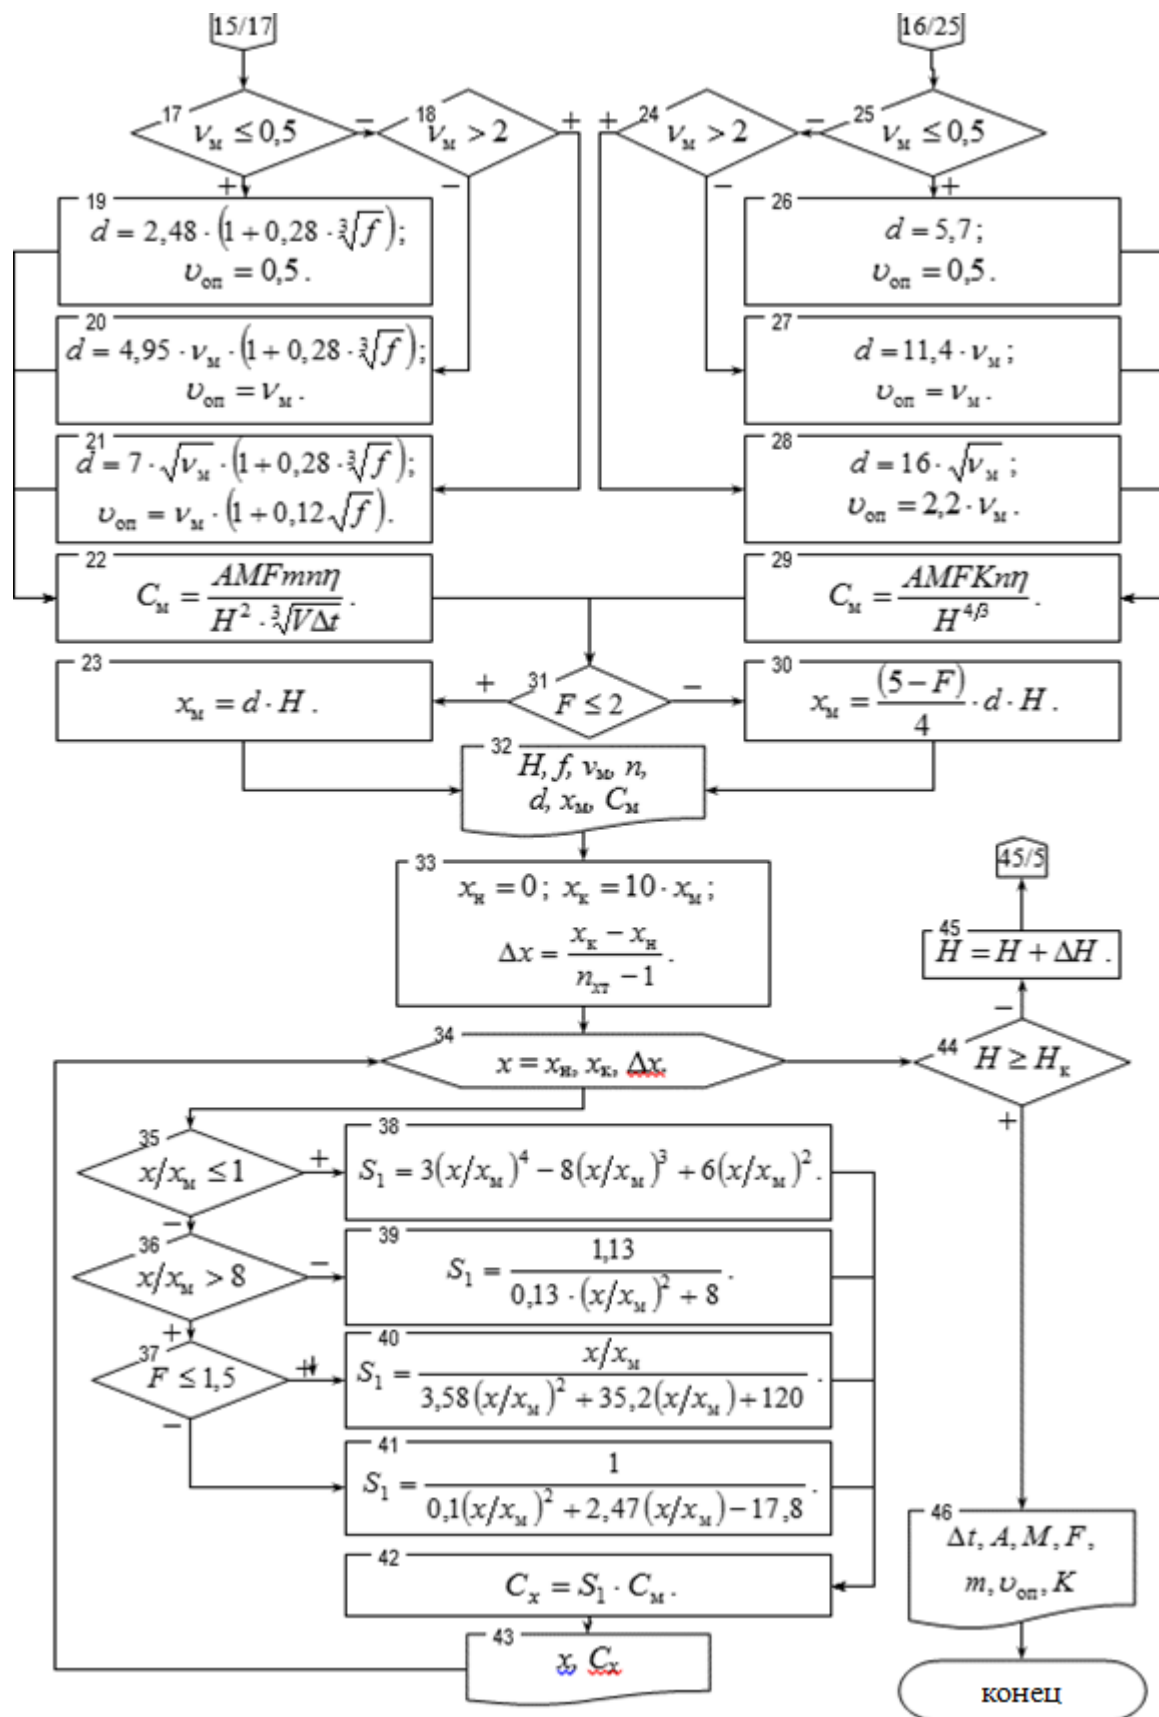 15/17
16/25
17
ν_м ≤ 0,5
−
18
ν_м > 2
+
+
24
ν_м > 2
−
25
ν_м ≤ 0,5
+
−
−
+
19
d = 2,48 · (1 + 0,28 · ∛f);
υ_оп = 0,5 .
26
d = 5,7 ;
υ_оп = 0,5 .
20
d = 4,95 · ν_м · (1 + 0,28 · ∛f);
υ_оп = ν_м .
27
d = 11,4 · ν_м ;
υ_оп = ν_м .
21
d = 7 · √ν_м · (1 + 0,28 · ∛f);
υ_оп = ν_м · (1 + 0,12√f).
28
d = 16 · √ν_м ;
υ_оп = 2,2 · ν_м .
22
C_м = AMFmnη / (H² · ∛(VΔt)) .
29
C_м = AMFKnη / H^(4/3) .
23
x_м = d · H .
+
31
F ≤ 2
−
30
x_м = (5 − F)/4 · d · H .
32
H, f, ν_м, n,
d, x_м, C_м
33
x_н = 0 ; x_к = 10 · x_м ;
Δx = (x_к − x_н) / (n_хт − 1) .
45/5
45
H = H + ΔH .
−
34
x = x_н, x_к, Δx.
44
H ≥ H_к
+
35
x/x_м ≤ 1
+
−
38
S₁ = 3(x/x_м)⁴ − 8(x/x_м)³ + 6(x/x_м)² .
36
x/x_м > 8
−
+
39
S₁ = 1,13 / (0,13 · (x/x_м)² + 8) .
37
F ≤ 1,5
+
−
40
S₁ = (x/x_м) / (3,58(x/x_м)² + 35,2(x/x_м) + 120) .
41
S₁ = 1 / (0,1(x/x_м)² + 2,47(x/x_м) − 17,8) .
42
C_x = S₁ · C_м .
43
x, C_x
46
Δt, A, M, F,
m, υ_оп, K
конец